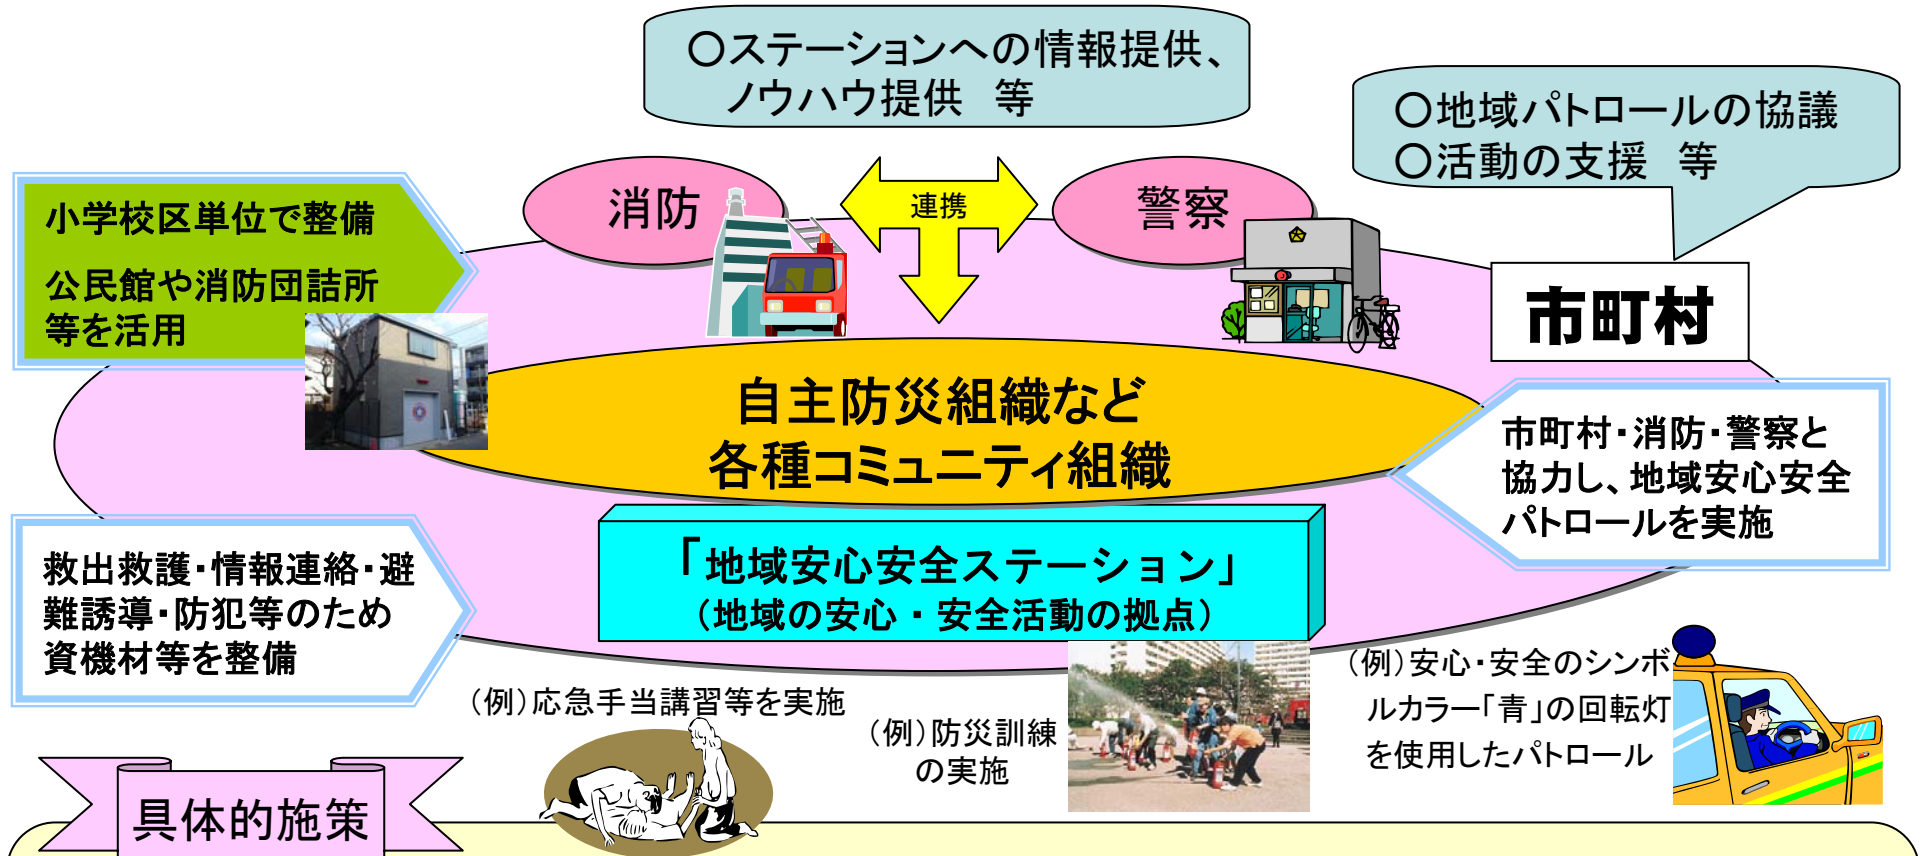 〇ステーションへの情報提供、
ノウハウ提供　等
〇地域パトロールの協議
〇活動の支援　等
消防
連携
警察
小学校区単位で整備
公民館や消防団詰所
等を活用
市町村
自主防災組織など
各種コミュニティ組織
市町村・消防・警察と
協力し、地域安心安全
パトロールを実施
救出救護・情報連絡・避
難誘導・防犯等のため
資機材等を整備
「地域安心安全ステーション」
（地域の安心・安全活動の拠点）
（例）応急手当講習等を実施
（例）防災訓練
の実施
（例）安心・安全のシンボ
ルカラー「青」の回転灯
を使用したパトロール
具体的施策